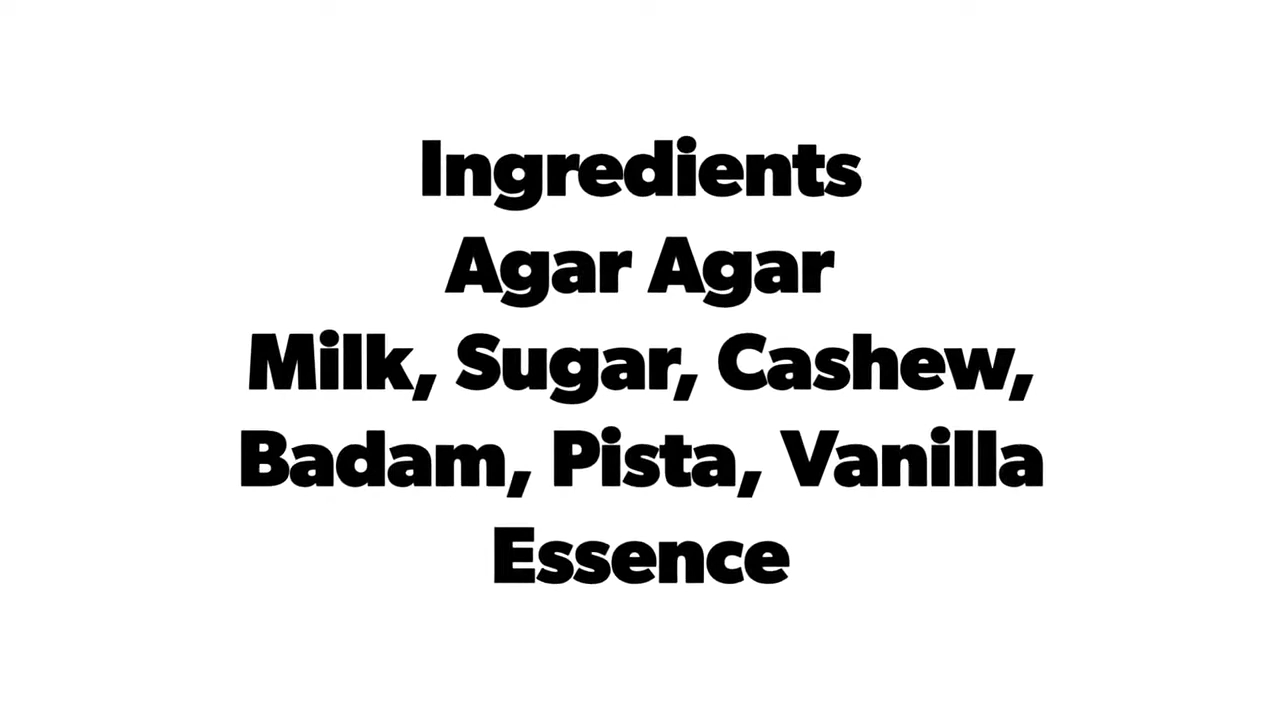 Ingredients
Agar Agar
Milk, Sugar, Cashew,
Badam, Pista, Vanilla
Essence